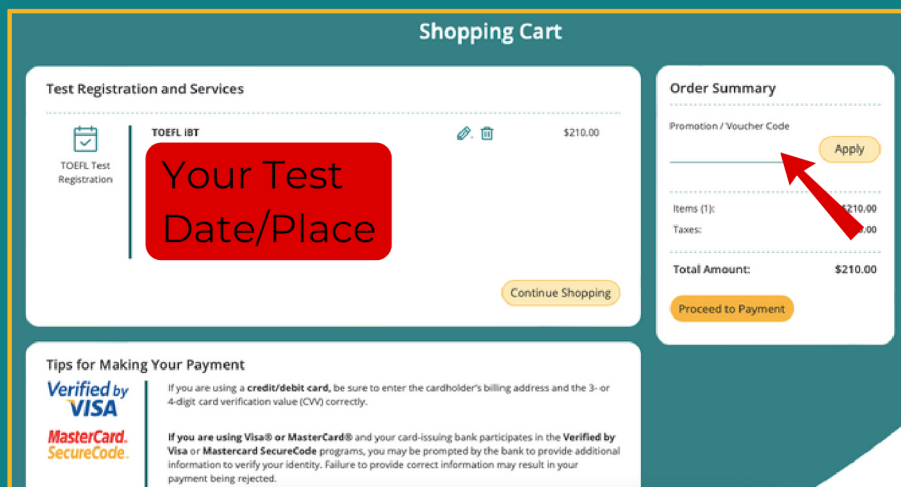 Shopping Cart
Test Registration and Services
TOEFL Test
Registration
TOEFL iBT
$210.00
Your Test
Date/Place
Continue Shopping
Order Summary
Promotion / Voucher Code
Apply
Items (1):
$210.00
Taxes:
Total Amount:
$210.00
Proceed to Payment
Tips for Making Your Payment
Verified by
VISA
If you are using a credit/debit card, be sure to enter the cardholder's billing address and the 3- or
4-digit card verification value (CVV) correctly.
MasterCard.
SecureCode.
If you are using Visa® or MasterCard® and your card-issuing bank participates in the Verified by
Visa or Mastercard SecureCode programs, you may be prompted by the bank to provide additional
information to verify your identity. Failure to provide correct information may result in your
payment being rejected.